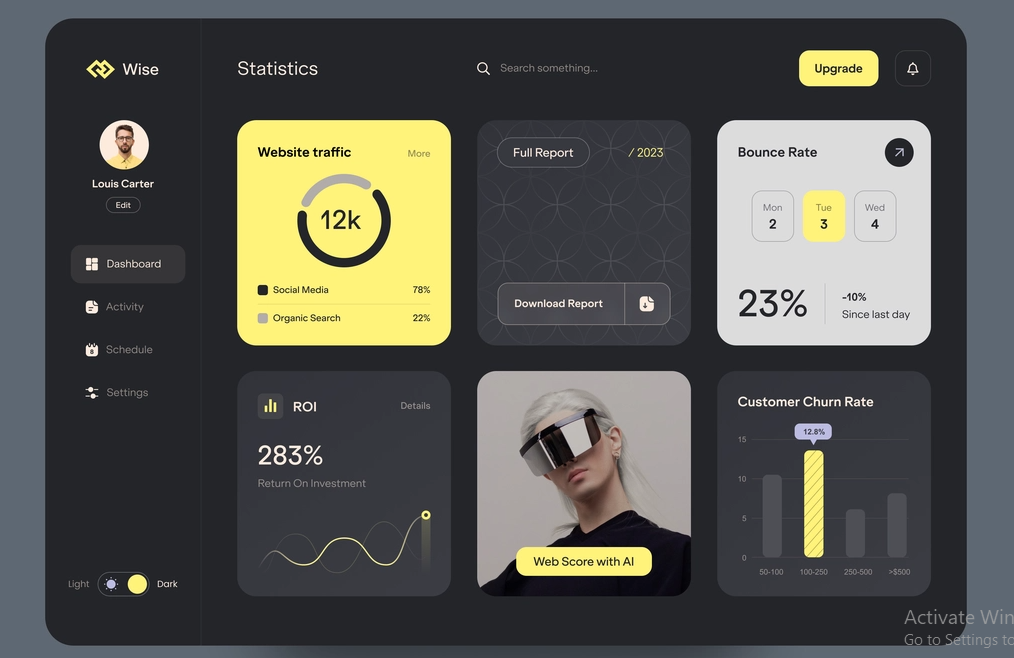 Wise
Statistics
Search something...
Upgrade
Louis Carter
Edit
Dashboard
Activity
8
Schedule
Settings
Light
Dark
Website traffic
More
12k
Social Media 78%
Organic Search 22%
Full Report
/ 2023
Download Report
Bounce Rate
Mon Tue Wed
2 3 4
23%
-10%
Since last day
ROI
Details
283%
Return On Investment
Web Score with AI
Customer Churn Rate
12.8%
15
10
5
0
50-100 100-250 250-500 >$500
Activate Win
Go to Settings to